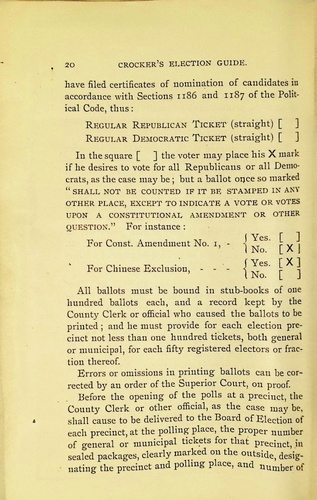 20 CROCKER'S ELECTION GUIDE.
have filed certificates of nomination of candidates in
accordance with Sections 1186 and 1187 of the Polit-
ical Code, thus:
REGULAR REPUBLICAN TICKET (straight) [ ]
REGULAR DEMOCRATIC TICKET (straight) [ ]
In the square [ ] the voter may place his X mark
if he desires to vote for all Republicans or all Demo-
crats, as the case may be; but a ballot once so marked
"SHALL NOT BE COUNTED IF IT BE STAMPED IN ANY
OTHER PLACE, EXCEPT TO INDICATE A VOTE OR VOTES
UPON A CONSTITUTIONAL AMENDMENT OR OTHER
QUESTION." For instance:
For Const. Amendment No. 1, - { Yes. [ ]
{ No. [ X ]
For Chinese Exclusion, - - - { Yes. [ X ]
{ No. [ ]
All ballots must be bound in stub-books of one
hundred ballots each, and a record kept by the
County Clerk or official who caused the ballots to be
printed; and he must provide for each election pre-
cinct not less than one hundred tickets, both general
or municipal, for each fifty registered electors or frac-
tion thereof.
Errors or omissions in printing ballots can be cor-
rected by an order of the Superior Court, on proof.
Before the opening of the polls at a precinct, the
County Clerk or other official, as the case may be,
shall cause to be delivered to the Board of Election of
each precinct, at the polling place, the proper number
of general or municipal tickets for that precinct, in
sealed packages, clearly marked on the outside, desig-
nating the precinct and polling place, and number of